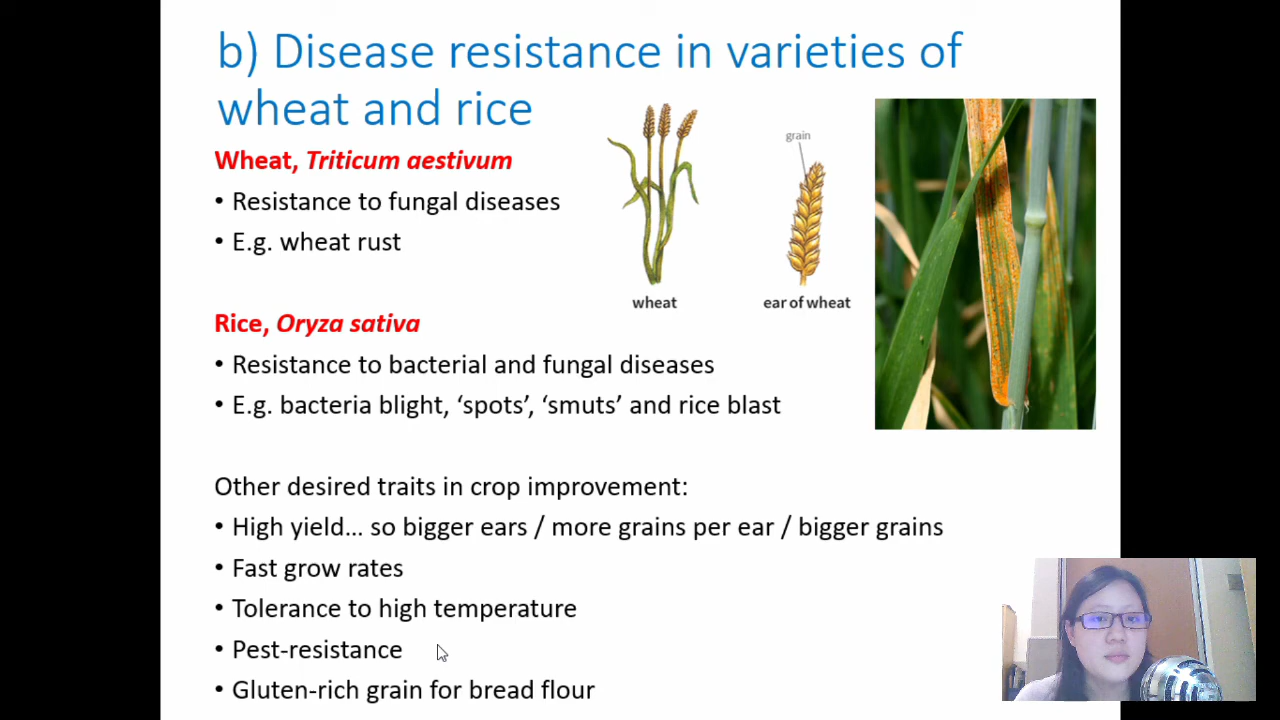 b) Disease resistance in varieties of
wheat and rice
grain
Wheat, Triticum aestivum
• Resistance to fungal diseases
• E.g. wheat rust
wheat
ear of wheat
Rice, Oryza sativa
• Resistance to bacterial and fungal diseases
• E.g. bacteria blight, ‘spots’, ‘smuts’ and rice blast
Other desired traits in crop improvement:
• High yield... so bigger ears / more grains per ear / bigger grains
• Fast grow rates
• Tolerance to high temperature
• Pest-resistance
• Gluten-rich grain for bread flour